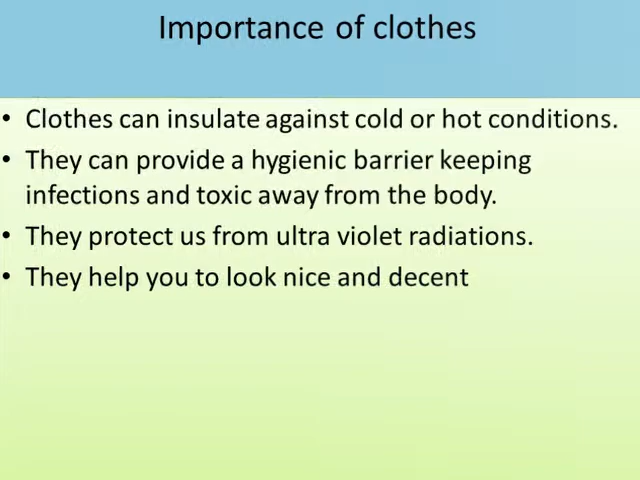 Importance of clothes
• Clothes can insulate against cold or hot conditions.
• They can provide a hygienic barrier keeping
infections and toxic away from the body.
• They protect us from ultra violet radiations.
• They help you to look nice and decent